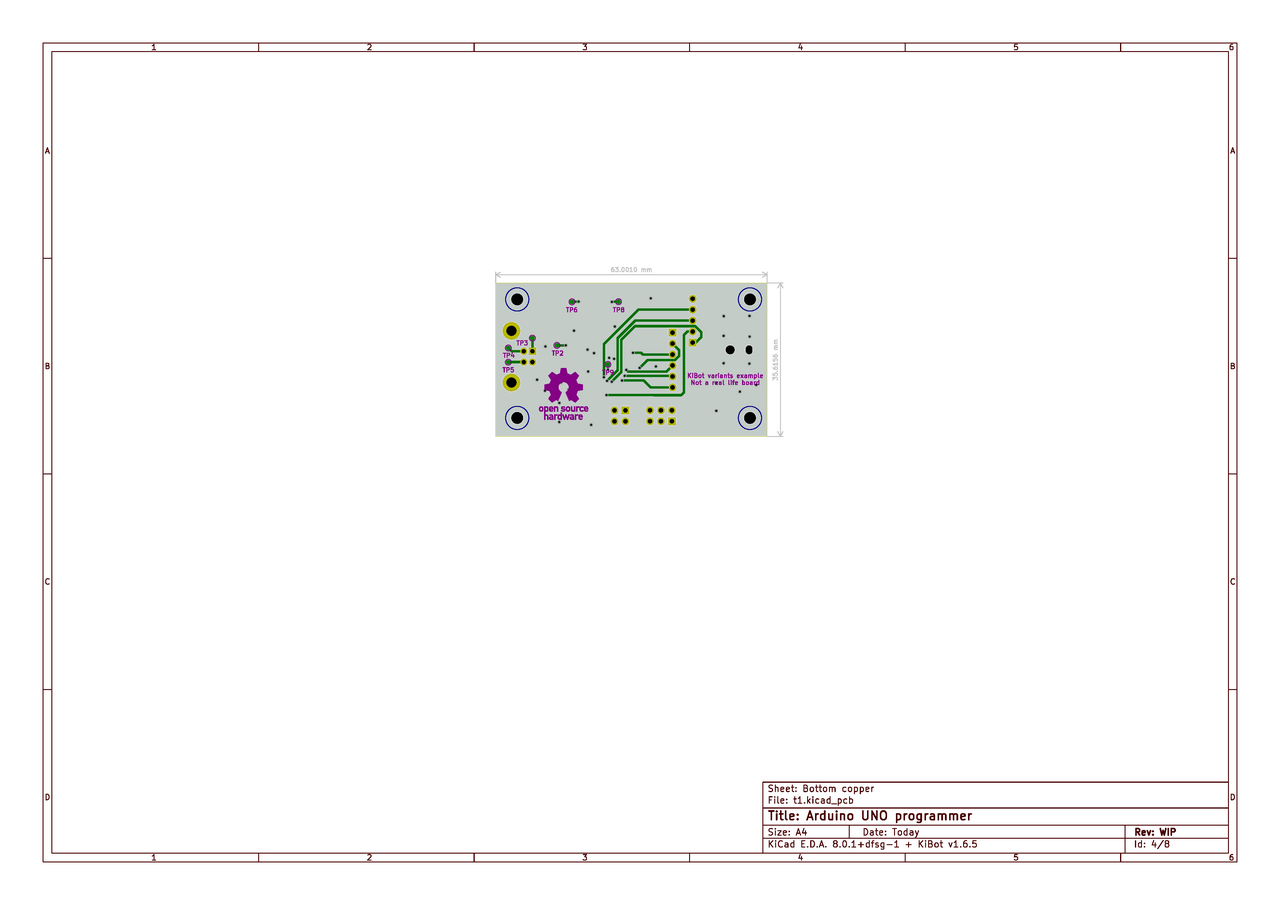 1 2 3 4 5 6
A A
63.0010 mm
TP6 TP8
TP3
TP4 TP2
35.6156 mm
B B
TP5 TP9
KiBot variants example
Not a real life board
open source
hardware
C C
Sheet: Bottom copper
File: t1.kicad_pcb
D D
Title: Arduino UNO programmer
Size: A4 Date: Today Rev: WIP
KiCad E.D.A. 8.0.1+dfsg-1 + KiBot v1.6.5 Id: 4/8
1 2 3 4 5 6